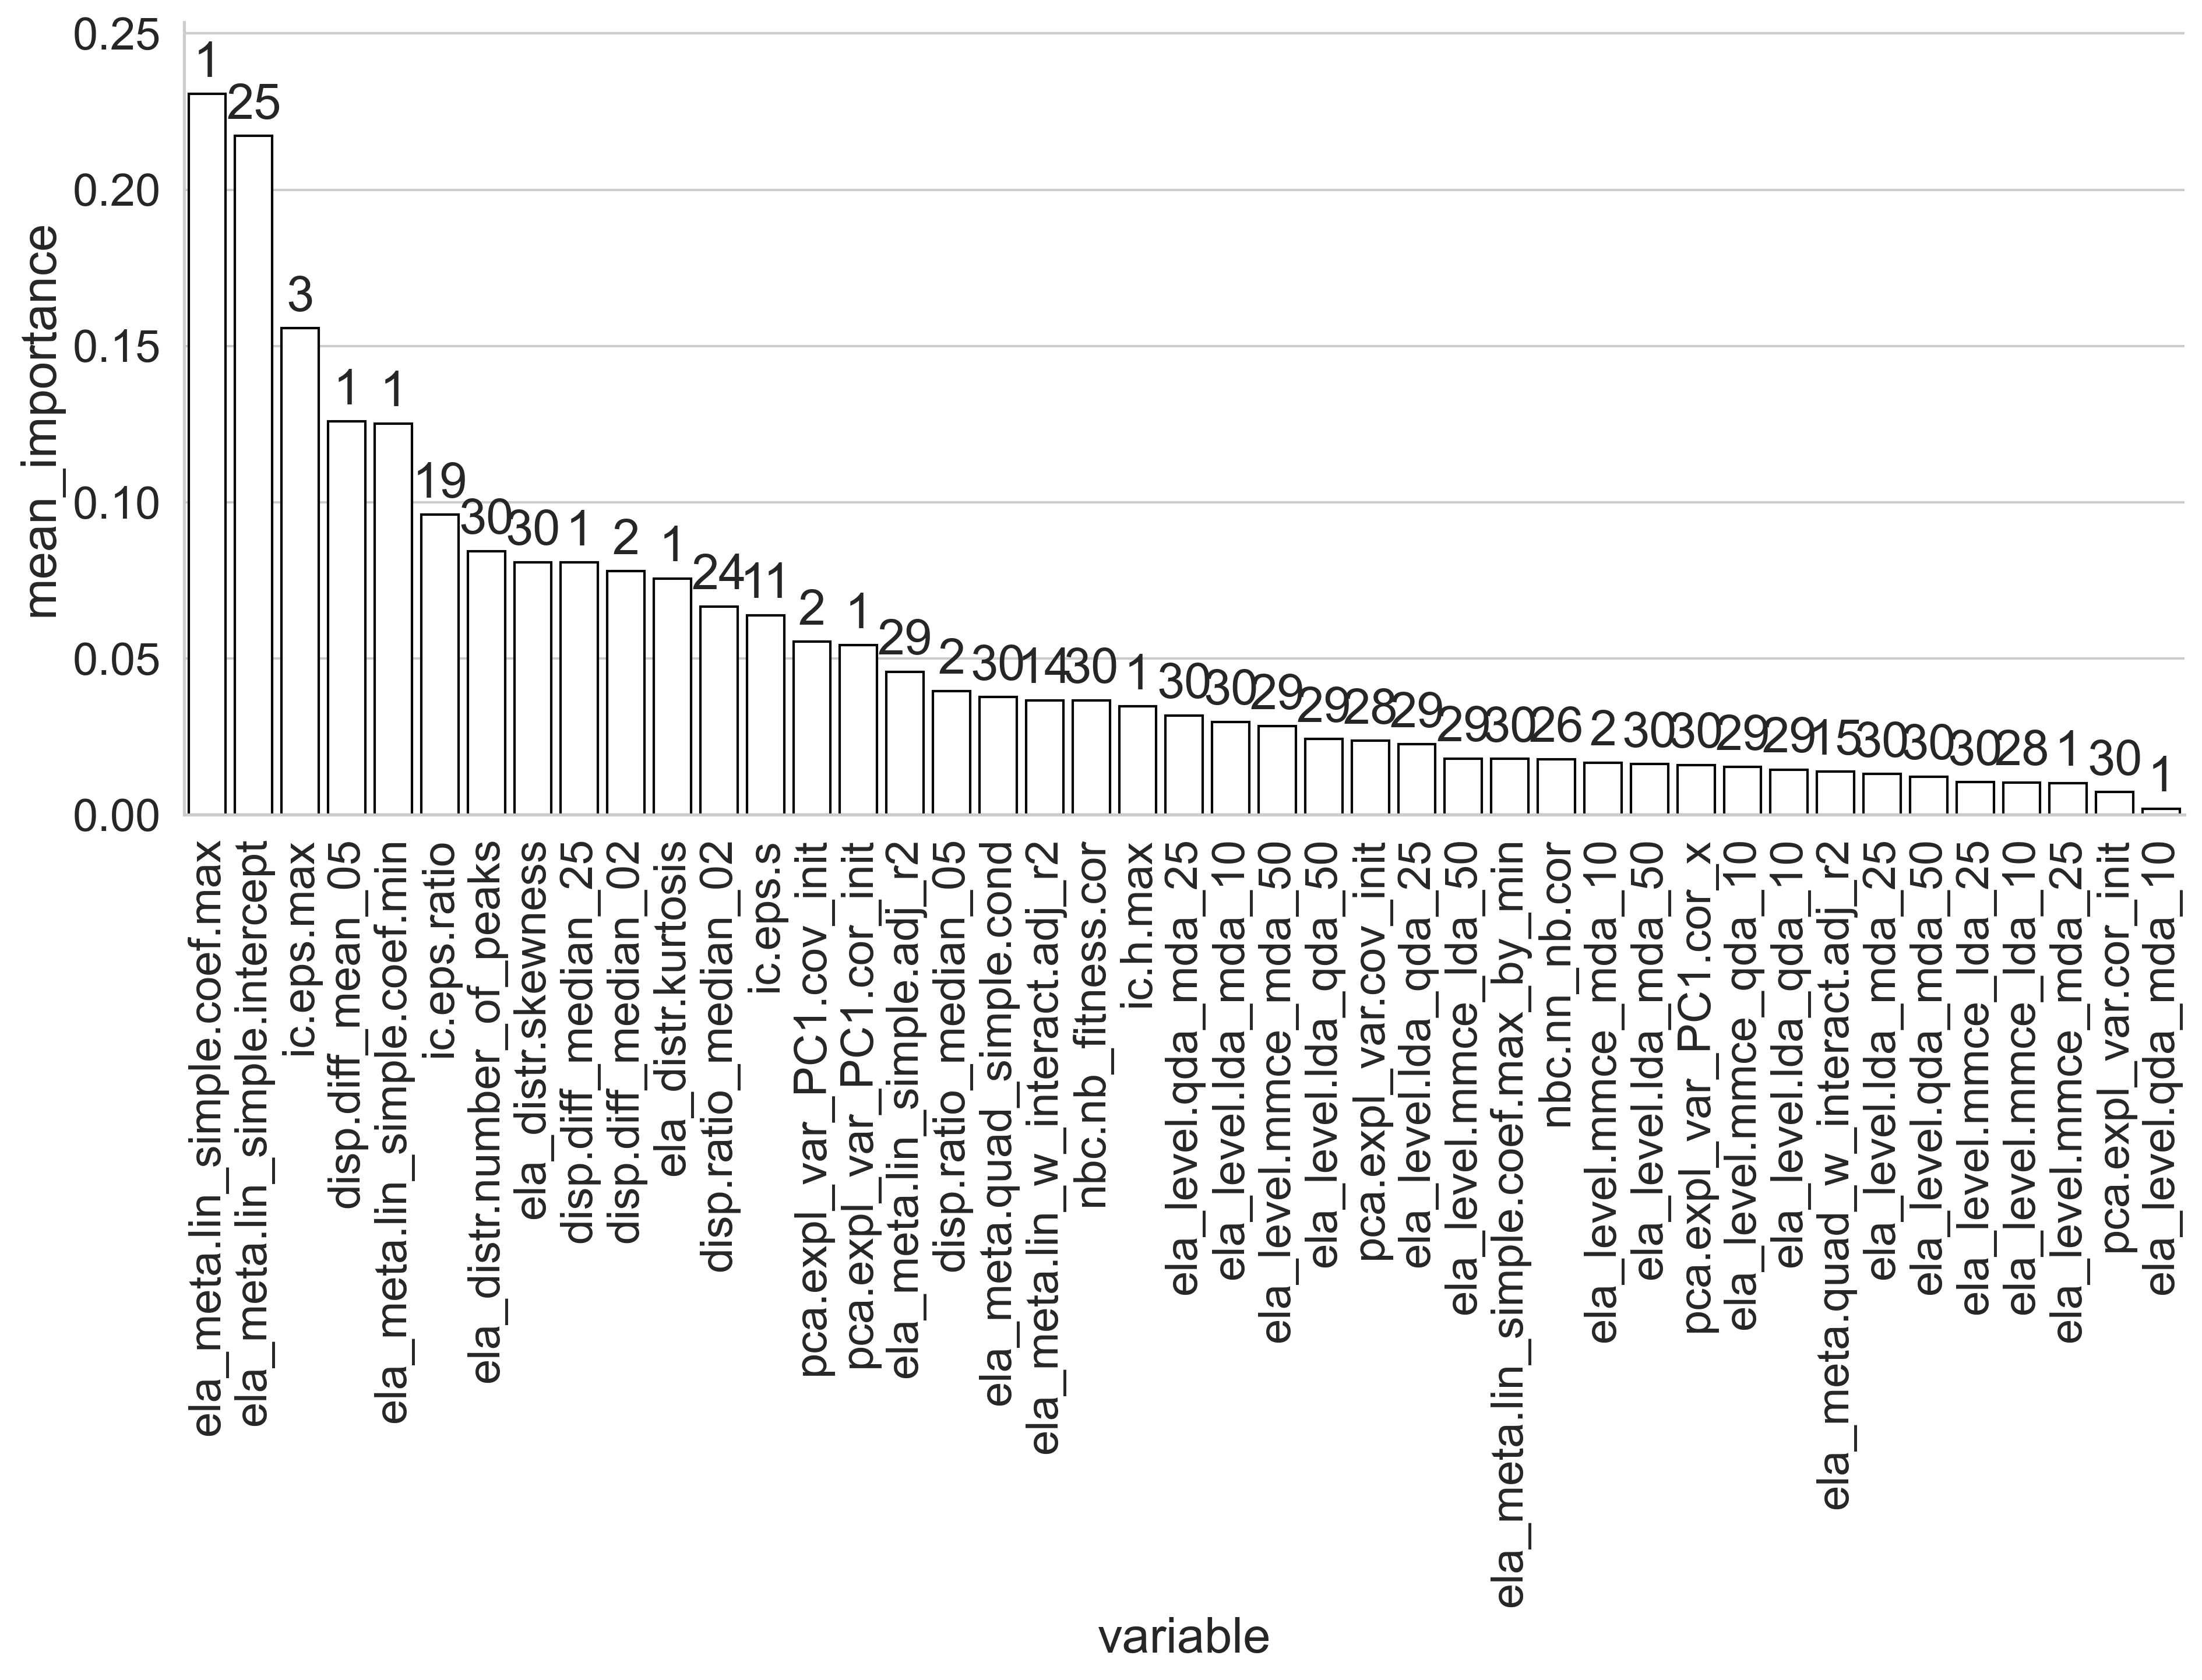 0.25
0.20
0.15
0.10
0.05
0.00
mean_importance
1
25
3
1
1
19
30
30
1
2
1
24
11
2
1
29
2
30
14
30
1
30
30
29
29
28
29
29
30
26
2
30
30
29
29
15
30
30
30
28
1
30
1
ela_meta.lin_simple.coef.max
ela_meta.lin_simple.intercept
ic.eps.max
disp.diff_mean_05
ela_meta.lin_simple.coef.min
ic.eps.ratio
ela_distr.number_of_peaks
ela_distr.skewness
disp.diff_median_25
disp.diff_median_02
ela_distr.kurtosis
disp.ratio_median_02
ic.eps.s
pca.expl_var_PC1.cov_init
pca.expl_var_PC1.cor_init
ela_meta.lin_simple.adj_r2
disp.ratio_median_05
ela_meta.quad_simple.cond
ela_meta.lin_w_interact.adj_r2
nbc.nb_fitness.cor
ic.h.max
ela_level.qda_mda_25
ela_level.lda_mda_10
ela_level.mmce_mda_50
ela_level.lda_qda_50
pca.expl_var.cov_init
ela_level.lda_qda_25
ela_level.mmce_lda_50
ela_meta.lin_simple.coef.max_by_min
nbc.nn_nb.cor
ela_level.mmce_mda_10
ela_level.lda_mda_50
pca.expl_var_PC1.cor_x
ela_level.mmce_qda_10
ela_level.lda_qda_10
ela_meta.quad_w_interact.adj_r2
ela_level.lda_mda_25
ela_level.qda_mda_50
ela_level.mmce_lda_25
ela_level.mmce_lda_10
ela_level.mmce_mda_25
pca.expl_var.cor_init
ela_level.qda_mda_10
variable